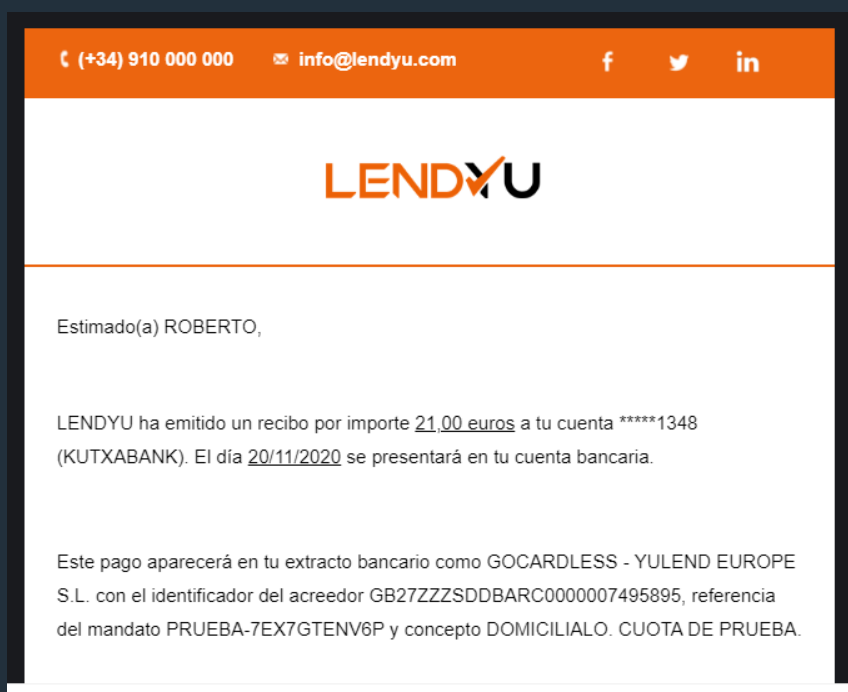 (+34) 910 000 000 info@lendyu.com f in
LENDYU
Estimado(a) ROBERTO,
LENDYU ha emitido un recibo por importe 21,00 euros a tu cuenta *****1348
(KUTXABANK). El día 20/11/2020 se presentará en tu cuenta bancaria.
Este pago aparecerá en tu extracto bancario como GOCARDLESS - YULEND EUROPE
S.L. con el identificador del acreedor GB27ZZZSDDBARC0000007495895, referencia
del mandato PRUEBA-7EX7GTENV6P y concepto DOMICILIALO. CUOTA DE PRUEBA.